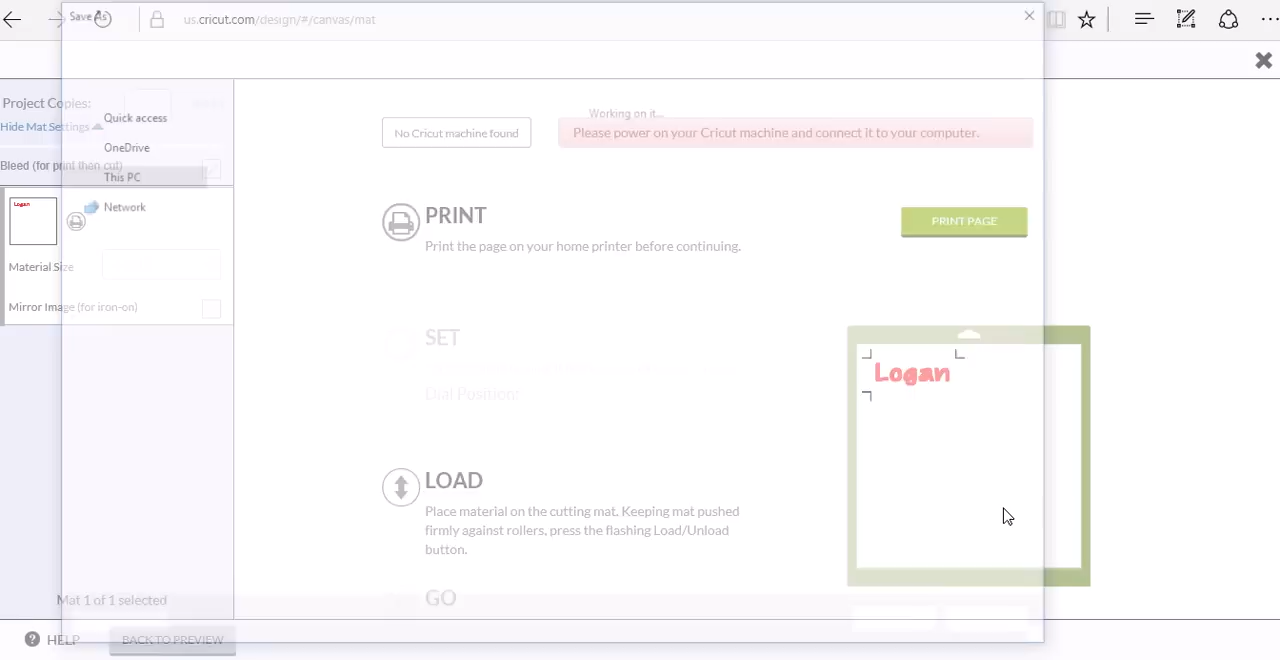 Save As
us.cricut.com/design/#/canvas/mat
Project Copies:
Hide Mat Settings
Bleed (for print then cut)
Logan
Material Size
Mirror Image (for iron-on)
Quick access
OneDrive
This PC
Network
Working on it...
No Cricut machine found
Please power on your Cricut machine and connect it to your computer.
PRINT
Print the page on your home printer before continuing.
PRINT PAGE
SET
Dial Position:
Logan
LOAD
Place material on the cutting mat. Keeping mat pushed
firmly against rollers, press the flashing Load/Unload
button.
GO
Mat 1 of 1 selected
HELP
BACK TO PREVIEW